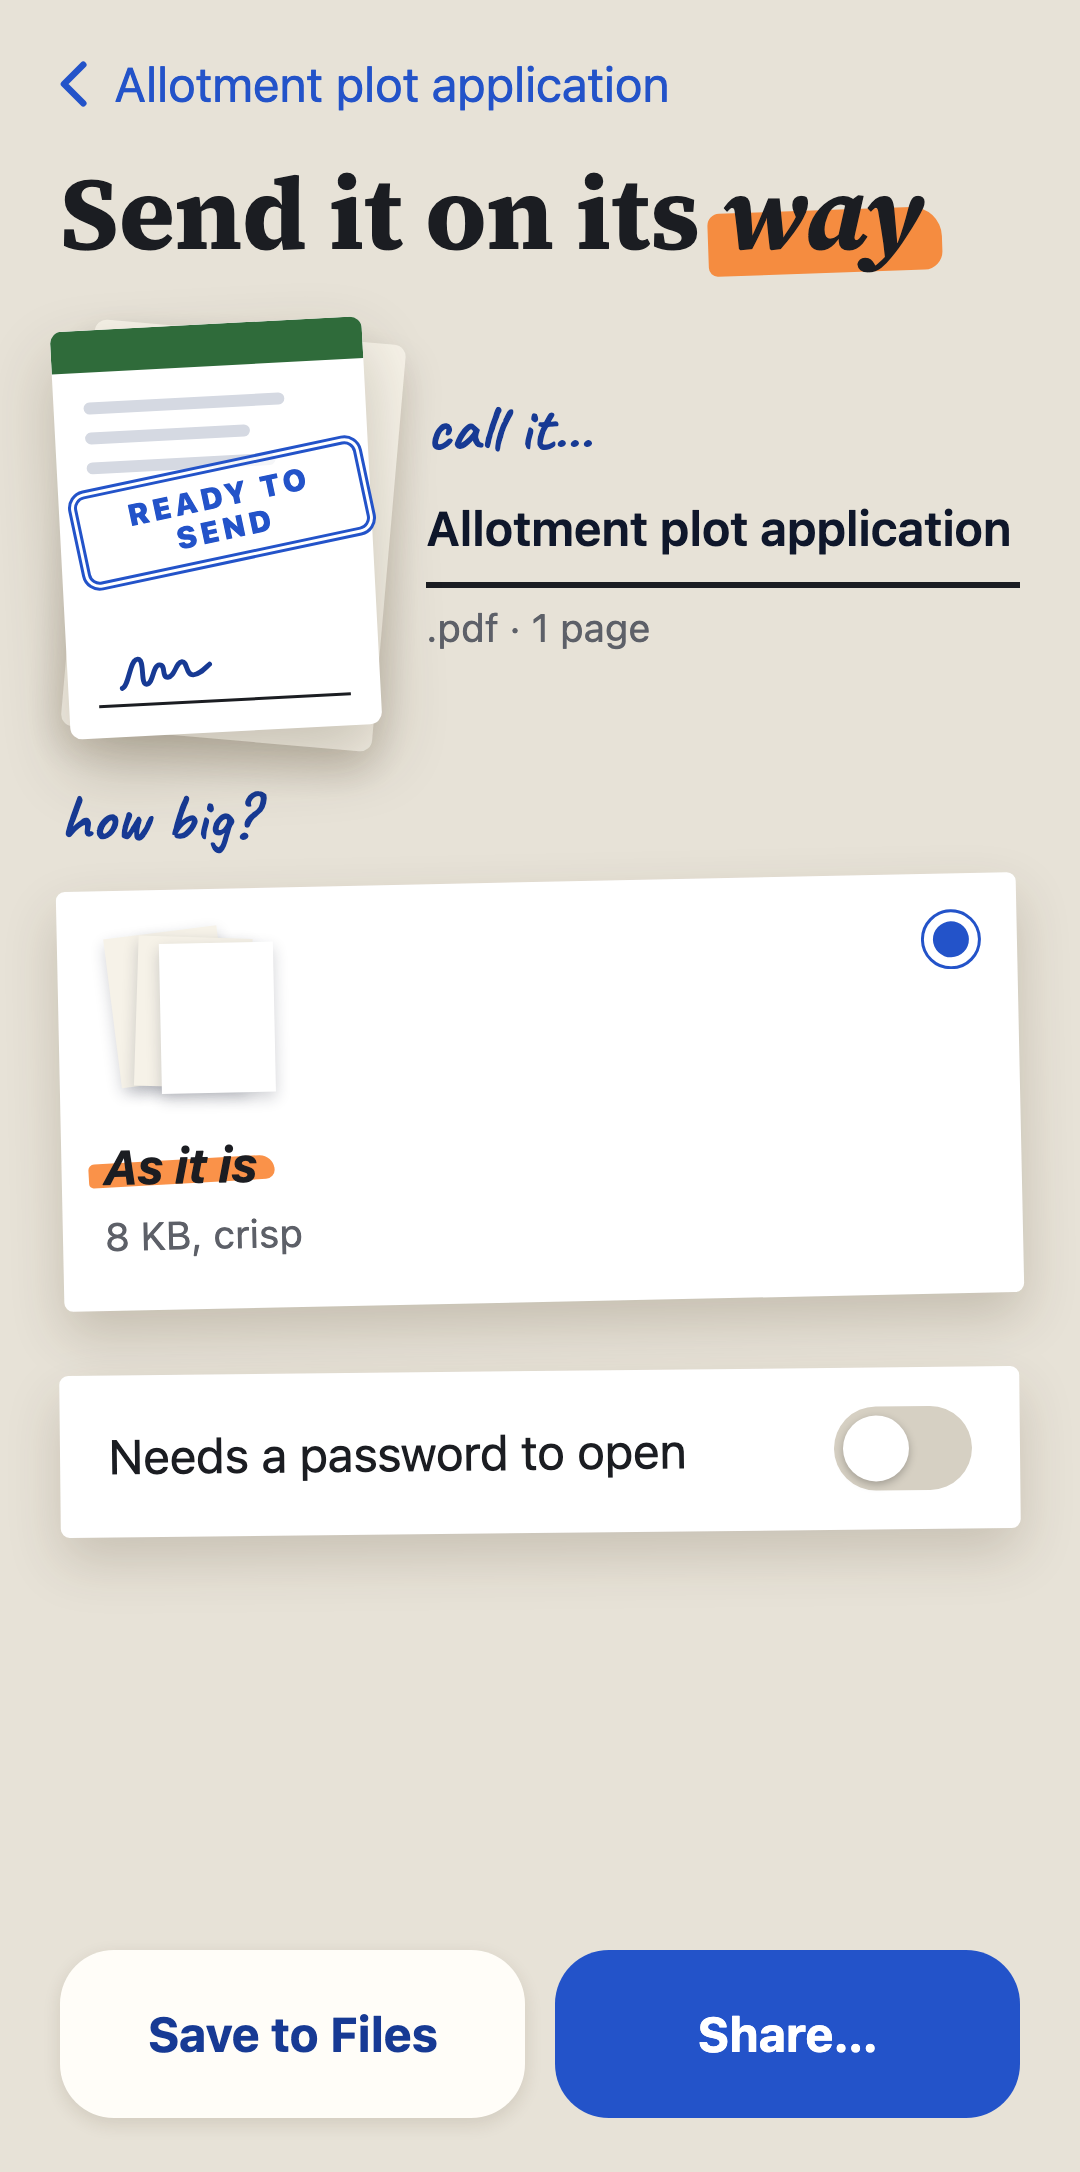 Allotment plot application
Send it on its way
READY TO
SEND
call it...
Allotment plot application
.pdf · 1 page
how big?
As it is
8 KB, crisp
Needs a password to open
Save to Files
Share...